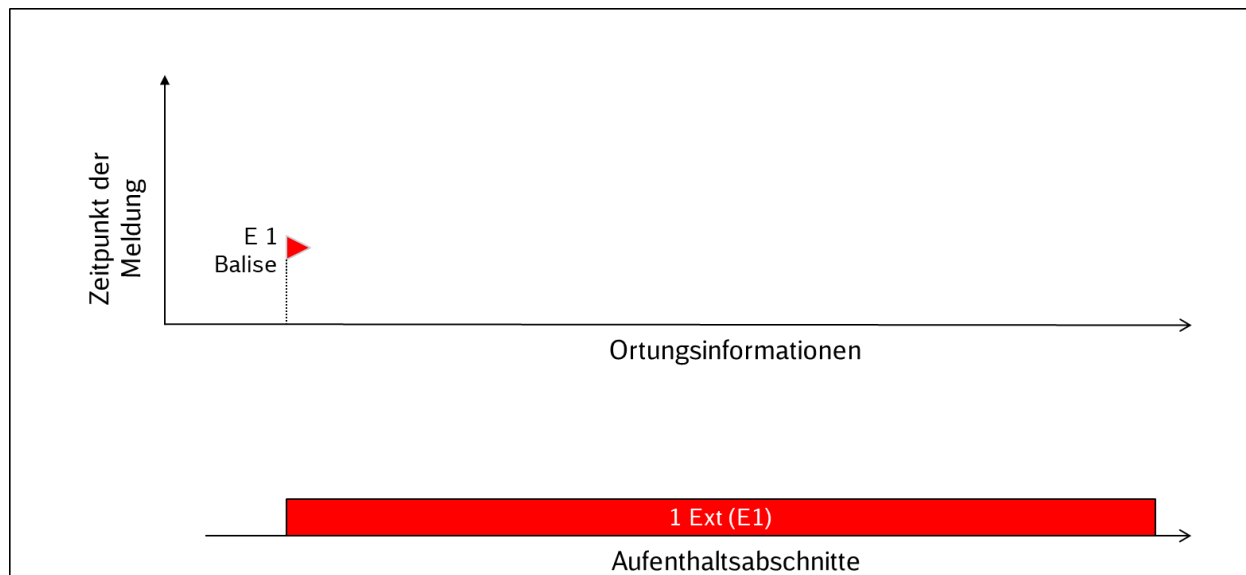 Zeitpunkt der
Meldung
E 1
Balise
Ortungsinformationen
1 Ext (E1)
Aufenthaltsabschnitte